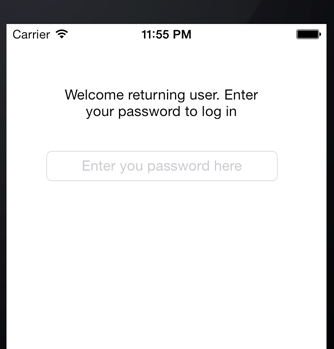 Carrier 11:55 PM
Welcome returning user. Enter
your password to log in
Enter you password here